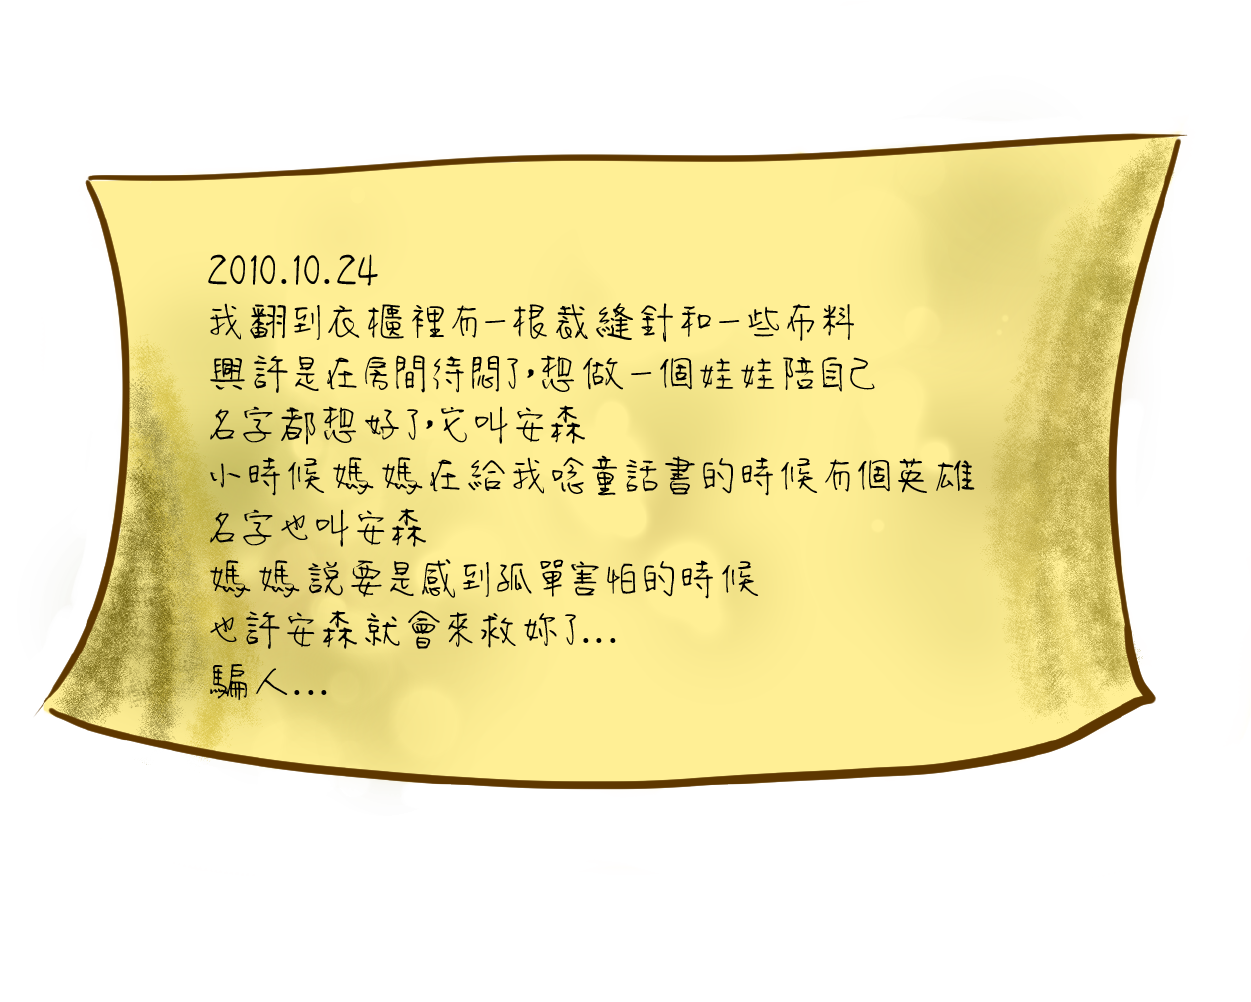 2010.10.24
我翻到衣櫃裡有一根裁縫針和一些布料
興許是在房間待悶了,想做一個娃娃陪自己
名字都想好了,它叫安森
小時候媽媽在給我唸童話書的時候有個英雄
名字也叫安森
媽媽說要是感到孤單害怕的時候
也許安森就會來救妳了...
騙人...